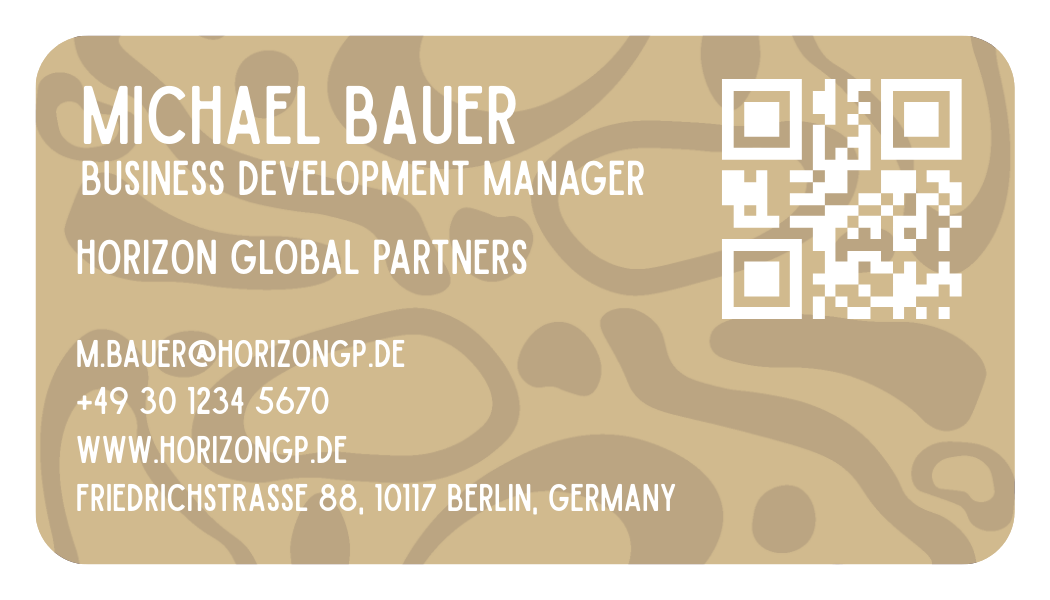 MICHAEL BAUER
BUSINESS DEVELOPMENT MANAGER
HORIZON GLOBAL PARTNERS
M.BAUER@HORIZONGP.DE
+49 30 1234 5670
WWW.HORIZONGP.DE
FRIEDRICHSTRASSE 88, 10117 BERLIN, GERMANY